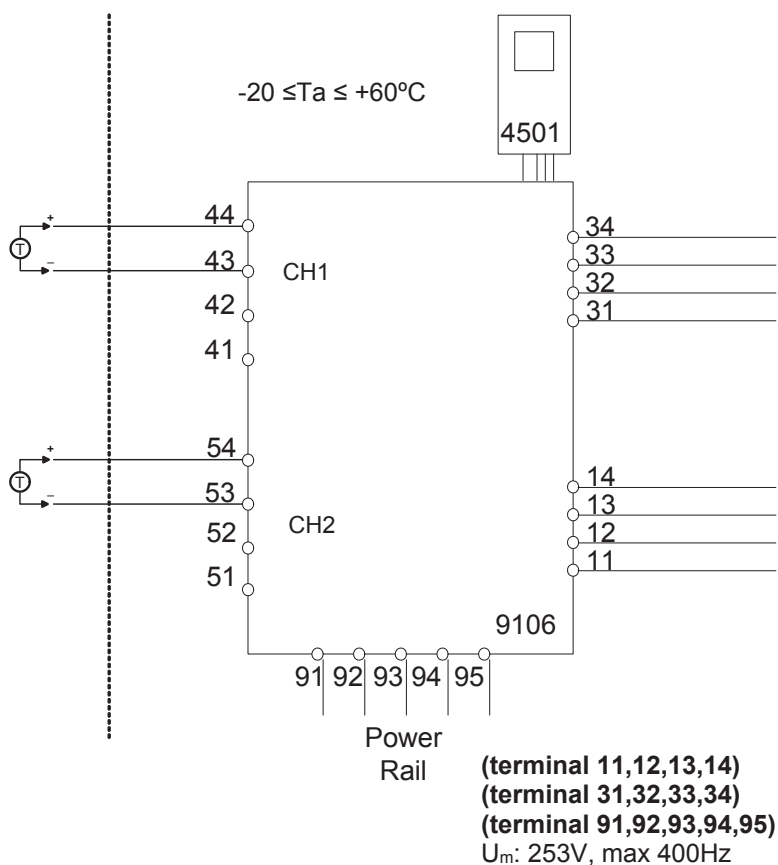 -20 ≤Ta ≤ +60ºC
4501
44
+
T
43
–
CH1
42
41
34
33
32
31
54
+
T
53
–
CH2
52
51
14
13
12
11
9106
91 92 93 94 95
Power
Rail
(terminal 11,12,13,14)
(terminal 31,32,33,34)
(terminal 91,92,93,94,95)
Um: 253V, max 400Hz